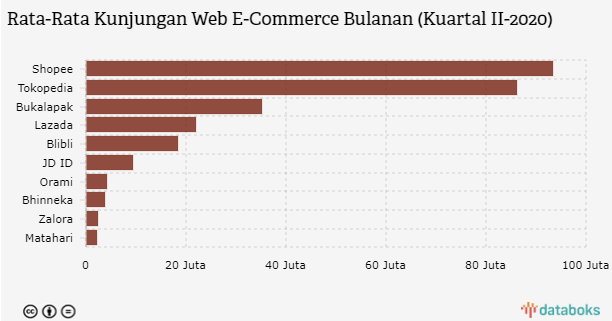 Rata-Rata Kunjungan Web E-Commerce Bulanan (Kuartal II-2020)
Shopee
Tokopedia
Bukalapak
Lazada
Blibli
JD ID
Orami
Bhinneka
Zalora
Matahari
0 20 Juta 40 Juta 60 Juta 80 Juta 100 Juta
cc
databoks